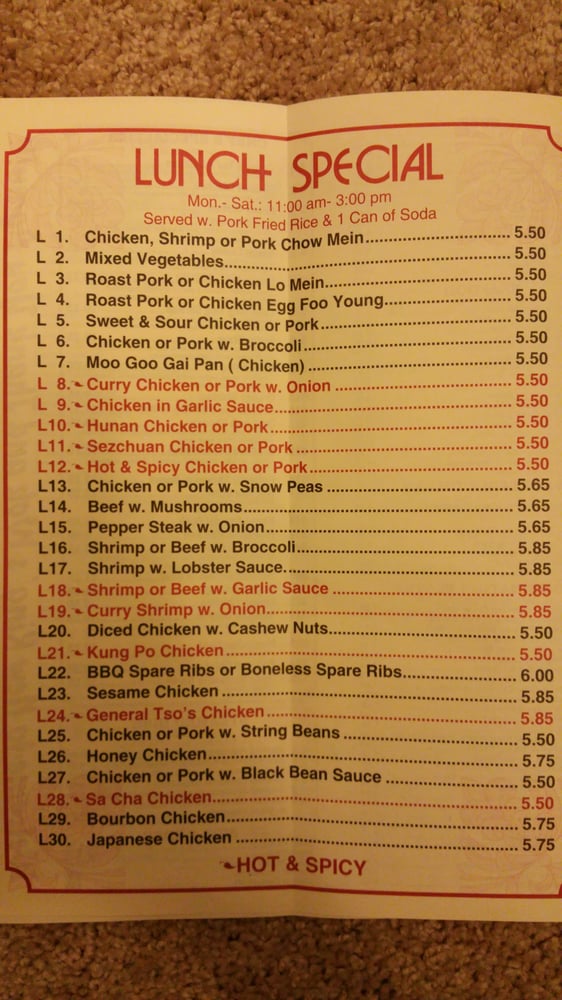 LUNCH SPECIAL
Mon.- Sat.: 11:00 am- 3:00 pm
Served w. Pork Fried Rice & 1 Can of Soda
L 1. Chicken, Shrimp or Pork Chow Mein 5.50
L 2. Mixed Vegetables 5.50
L 3. Roast Pork or Chicken Lo Mein 5.50
L 4. Roast Pork or Chicken Egg Foo Young 5.50
L 5. Sweet & Sour Chicken or Pork 5.50
L 6. Chicken or Pork w. Broccoli 5.50
L 7. Moo Goo Gai Pan ( Chicken) 5.50
L 8. Curry Chicken or Pork w. Onion 5.50
L 9. Chicken in Garlic Sauce 5.50
L10. Hunan Chicken or Pork 5.50
L11. Sezchuan Chicken or Pork 5.50
L12. Hot & Spicy Chicken or Pork 5.50
L13. Chicken or Pork w. Snow Peas 5.65
L14. Beef w. Mushrooms 5.65
L15. Pepper Steak w. Onion 5.65
L16. Shrimp or Beef w. Broccoli 5.85
L17. Shrimp w. Lobster Sauce 5.85
L18. Shrimp or Beef w. Garlic Sauce 5.85
L19. Curry Shrimp w. Onion 5.85
L20. Diced Chicken w. Cashew Nuts 5.50
L21. Kung Po Chicken 5.50
L22. BBQ Spare Ribs or Boneless Spare Ribs 6.00
L23. Sesame Chicken 5.85
L24. General Tso's Chicken 5.85
L25. Chicken or Pork w. String Beans 5.50
L26. Honey Chicken 5.75
L27. Chicken or Pork w. Black Bean Sauce 5.50
L28. Sa Cha Chicken 5.50
L29. Bourbon Chicken 5.75
L30. Japanese Chicken 5.75
HOT & SPICY